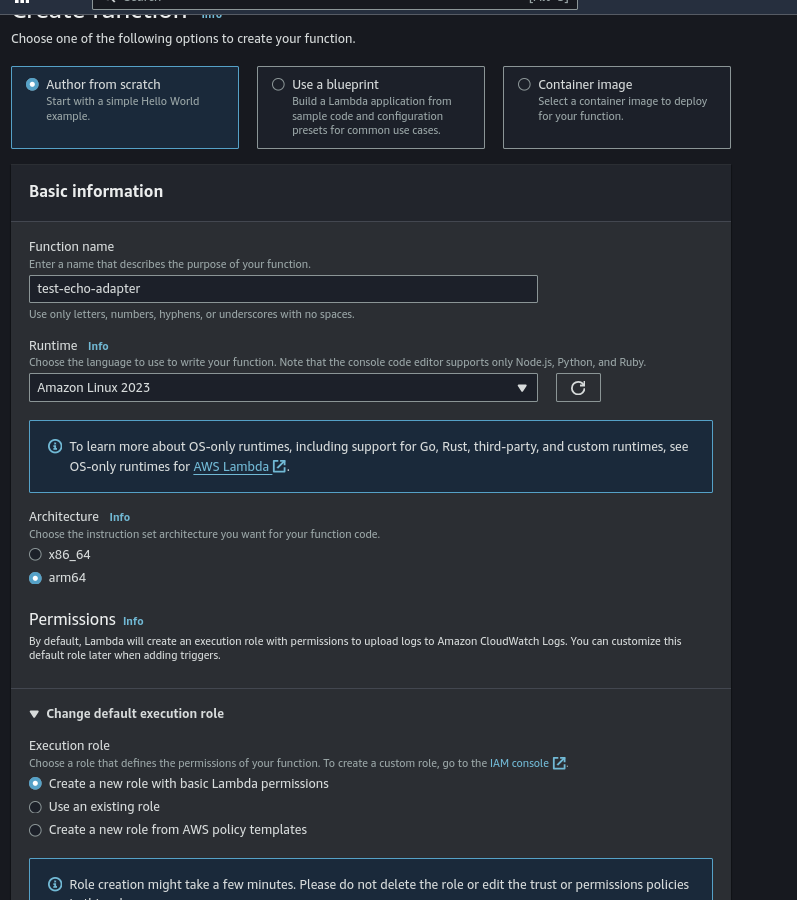 Create function Info
Choose one of the following options to create your function.
Author from scratch
Start with a simple Hello World
example.
Use a blueprint
Build a Lambda application from
sample code and configuration
presets for common use cases.
Container image
Select a container image to deploy
for your function.
Basic information
Function name
Enter a name that describes the purpose of your function.
test-echo-adapter
Use only letters, numbers, hyphens, or underscores with no spaces.
Runtime Info
Choose the language to use to write your function. Note that the console code editor supports only Node.js, Python, and Ruby.
Amazon Linux 2023
To learn more about OS-only runtimes, including support for Go, Rust, third-party, and custom runtimes, see
OS-only runtimes for AWS Lambda.
Architecture Info
Choose the instruction set architecture you want for your function code.
x86_64
arm64
Permissions Info
By default, Lambda will create an execution role with permissions to upload logs to Amazon CloudWatch Logs. You can customize this
default role later when adding triggers.
Change default execution role
Execution role
Choose a role that defines the permissions of your function. To create a custom role, go to the IAM console.
Create a new role with basic Lambda permissions
Use an existing role
Create a new role from AWS policy templates
Role creation might take a few minutes. Please do not delete the role or edit the trust or permissions policies